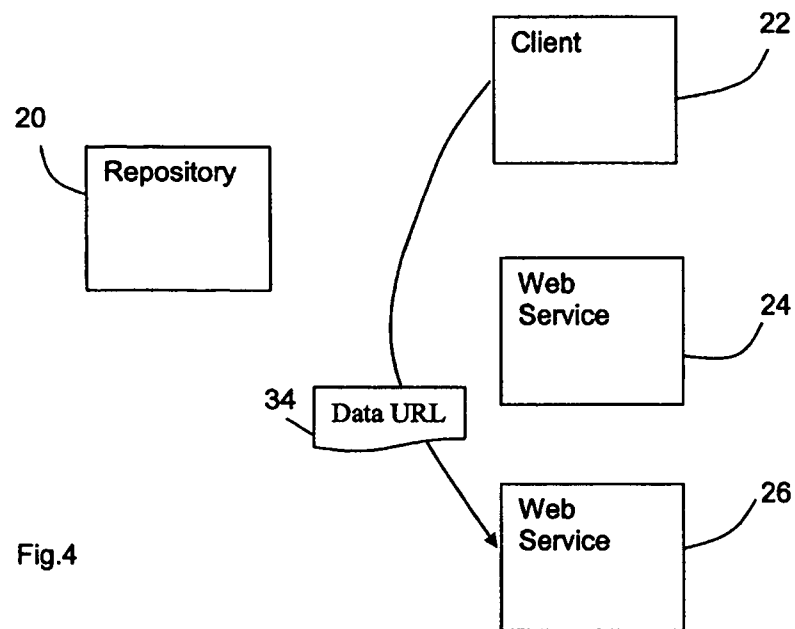 22
Client
20
Repository
Web
Service
24
34
Data URL
26
Web
Service
Fig.4